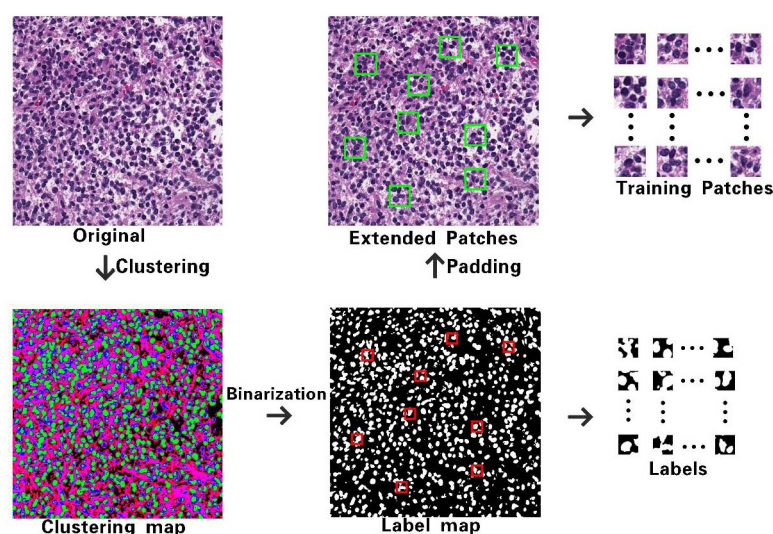 Original
Extended Patches
Training Patches
Clustering
Padding
Binarization
Clustering map
Label map
Labels